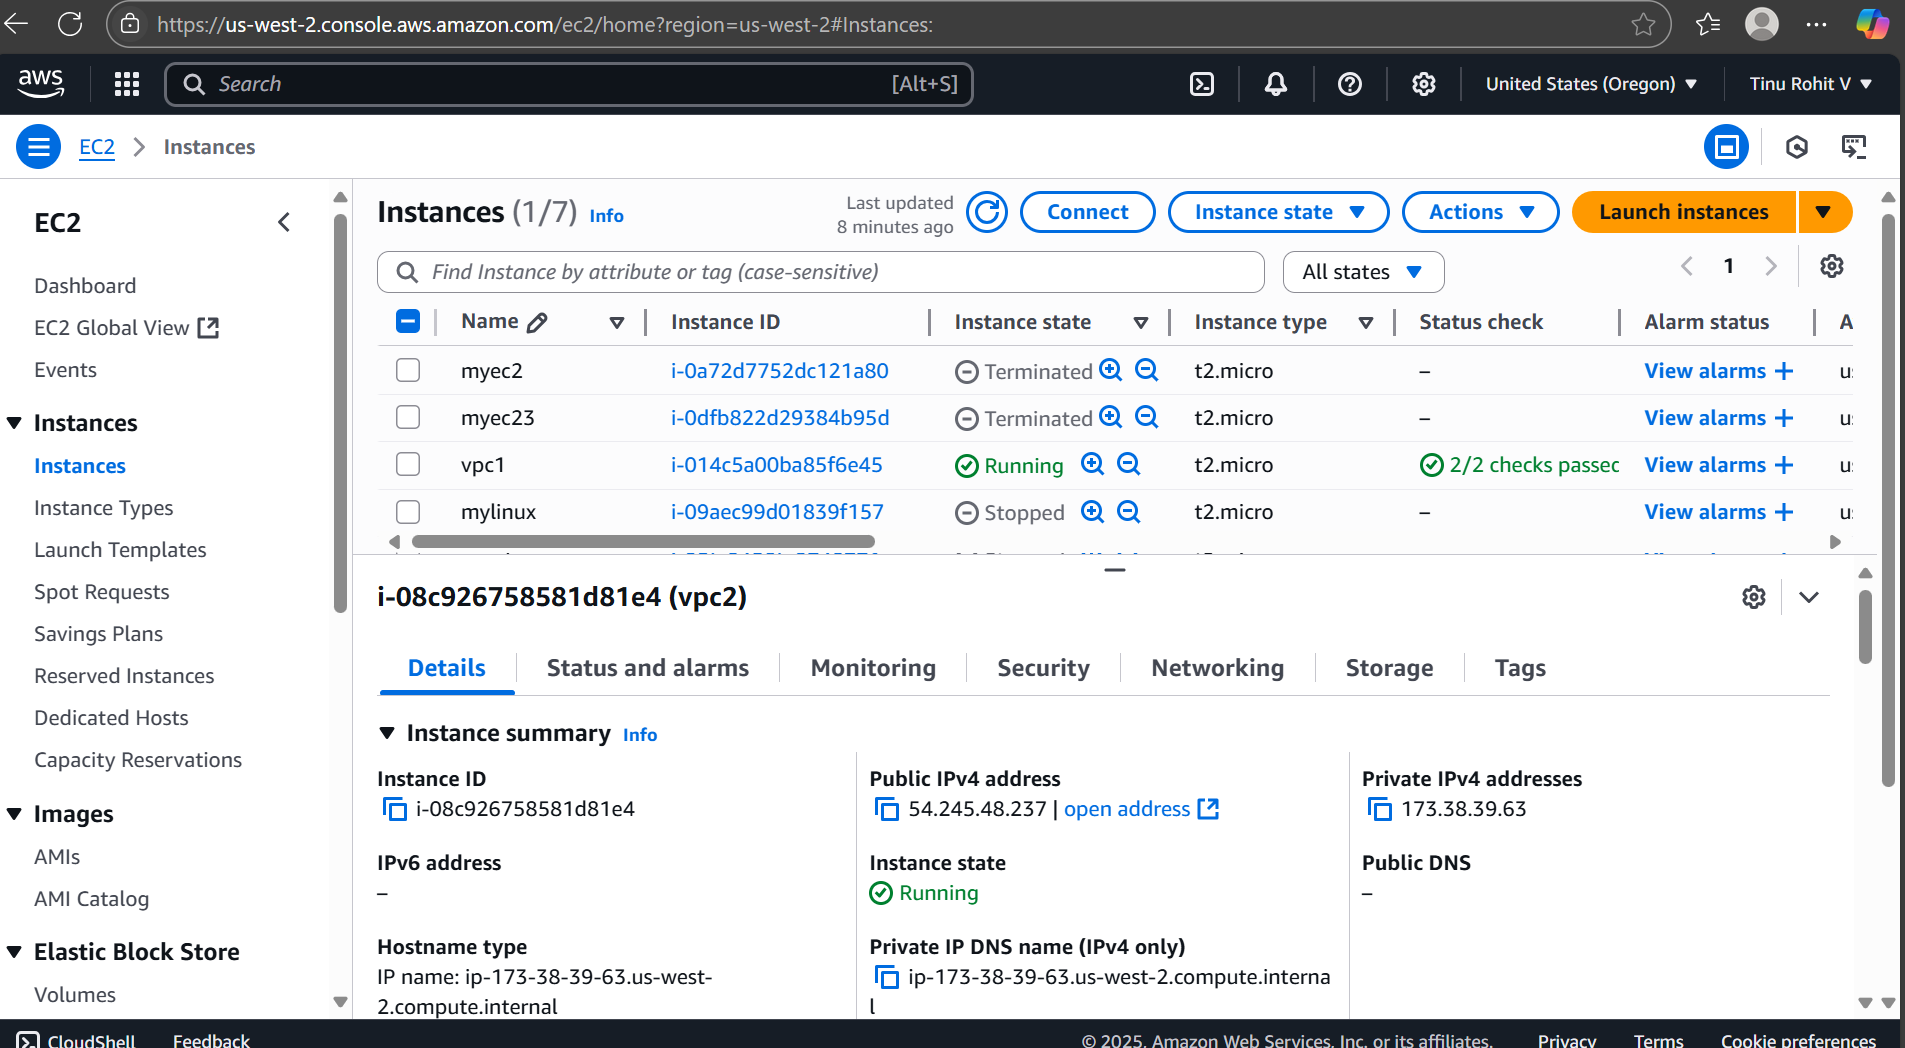 https://us-west-2.console.aws.amazon.com/ec2/home?region=us-west-2#Instances:
aws
Search [Alt+S]
United States (Oregon)
Tinu Rohit V
EC2 > Instances
EC2
Dashboard
EC2 Global View
Events
Instances
Instances
Instance Types
Launch Templates
Spot Requests
Savings Plans
Reserved Instances
Dedicated Hosts
Capacity Reservations
Images
AMIs
AMI Catalog
Elastic Block Store
Volumes
Instances (1/7) Info
Last updated
8 minutes ago
Connect
Instance state
Actions
Launch instances
Find Instance by attribute or tag (case-sensitive)
All states
1
Name Instance ID Instance state Instance type Status check Alarm status A
myec2 i-0a72d7752dc121a80 Terminated t2.micro – View alarms +
myec23 i-0dfb822d29384b95d Terminated t2.micro – View alarms +
vpc1 i-014c5a00ba85f6e45 Running t2.micro 2/2 checks passed View alarms +
mylinux i-09aec99d01839f157 Stopped t2.micro – View alarms +
i-08c926758581d81e4 (vpc2)
Details Status and alarms Monitoring Security Networking Storage Tags
Instance summary Info
Instance ID
i-08c926758581d81e4
Public IPv4 address
54.245.48.237 | open address
Private IPv4 addresses
173.38.39.63
IPv6 address
–
Instance state
Running
Public DNS
–
Hostname type
IP name: ip-173-38-39-63.us-west-
2.compute.internal
Private IP DNS name (IPv4 only)
ip-173-38-39-63.us-west-2.compute.interna
l
CloudShell Feedback
© 2025, Amazon Web Services, Inc. or its affiliates.
Privacy Terms Cookie preferences